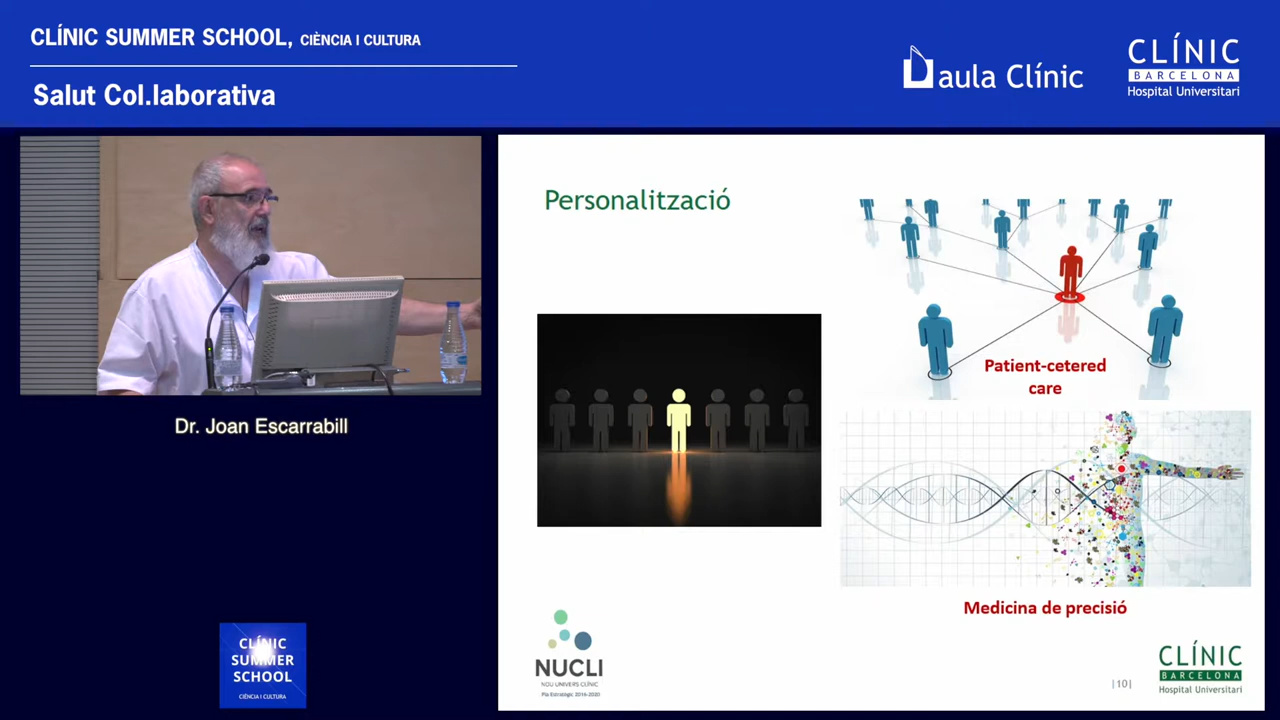 CLÍNIC SUMMER SCHOOL, CIÈNCIA I CULTURA
Salut Col.laborativa
aula Clínic
CLÍNIC
BARCELONA
Hospital Universitari
Dr. Joan Escarrabill
CLÍNIC
SUMMER
SCHOOL
CIÈNCIA I CULTURA
Personalització
Patient-cetered
care
Medicina de precisió
NUCLI
NOU UNIVERS CLÍNIC
Pla Estratègic 2016-2020
|10|
CLÍNIC
BARCELONA
Hospital Universitari